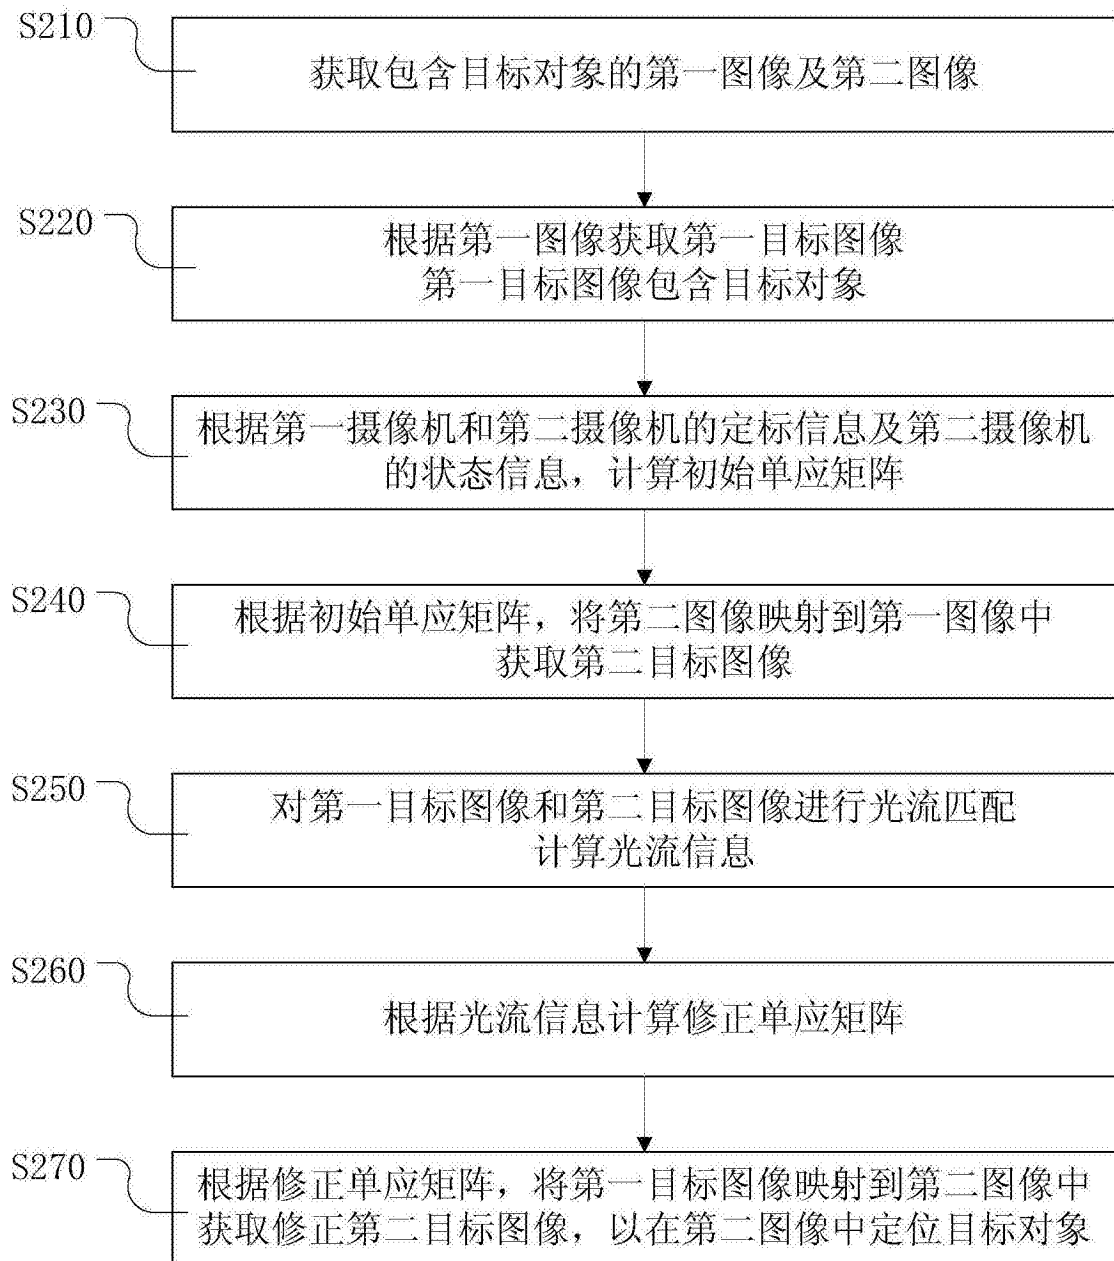 S210
获取包含目标对象的第一图像及第二图像
S220
根据第一图像获取第一目标图像
第一目标图像包含目标对象
S230
根据第一摄像机和第二摄像机的定标信息及第二摄像机
的状态信息，计算初始单应矩阵
S240
根据初始单应矩阵，将第二图像映射到第一图像中
获取第二目标图像
S250
对第一目标图像和第二目标图像进行光流匹配
计算光流信息
S260
根据光流信息计算修正单应矩阵
S270
根据修正单应矩阵，将第一目标图像映射到第二图像中
获取修正第二目标图像，以在第二图像中定位目标对象